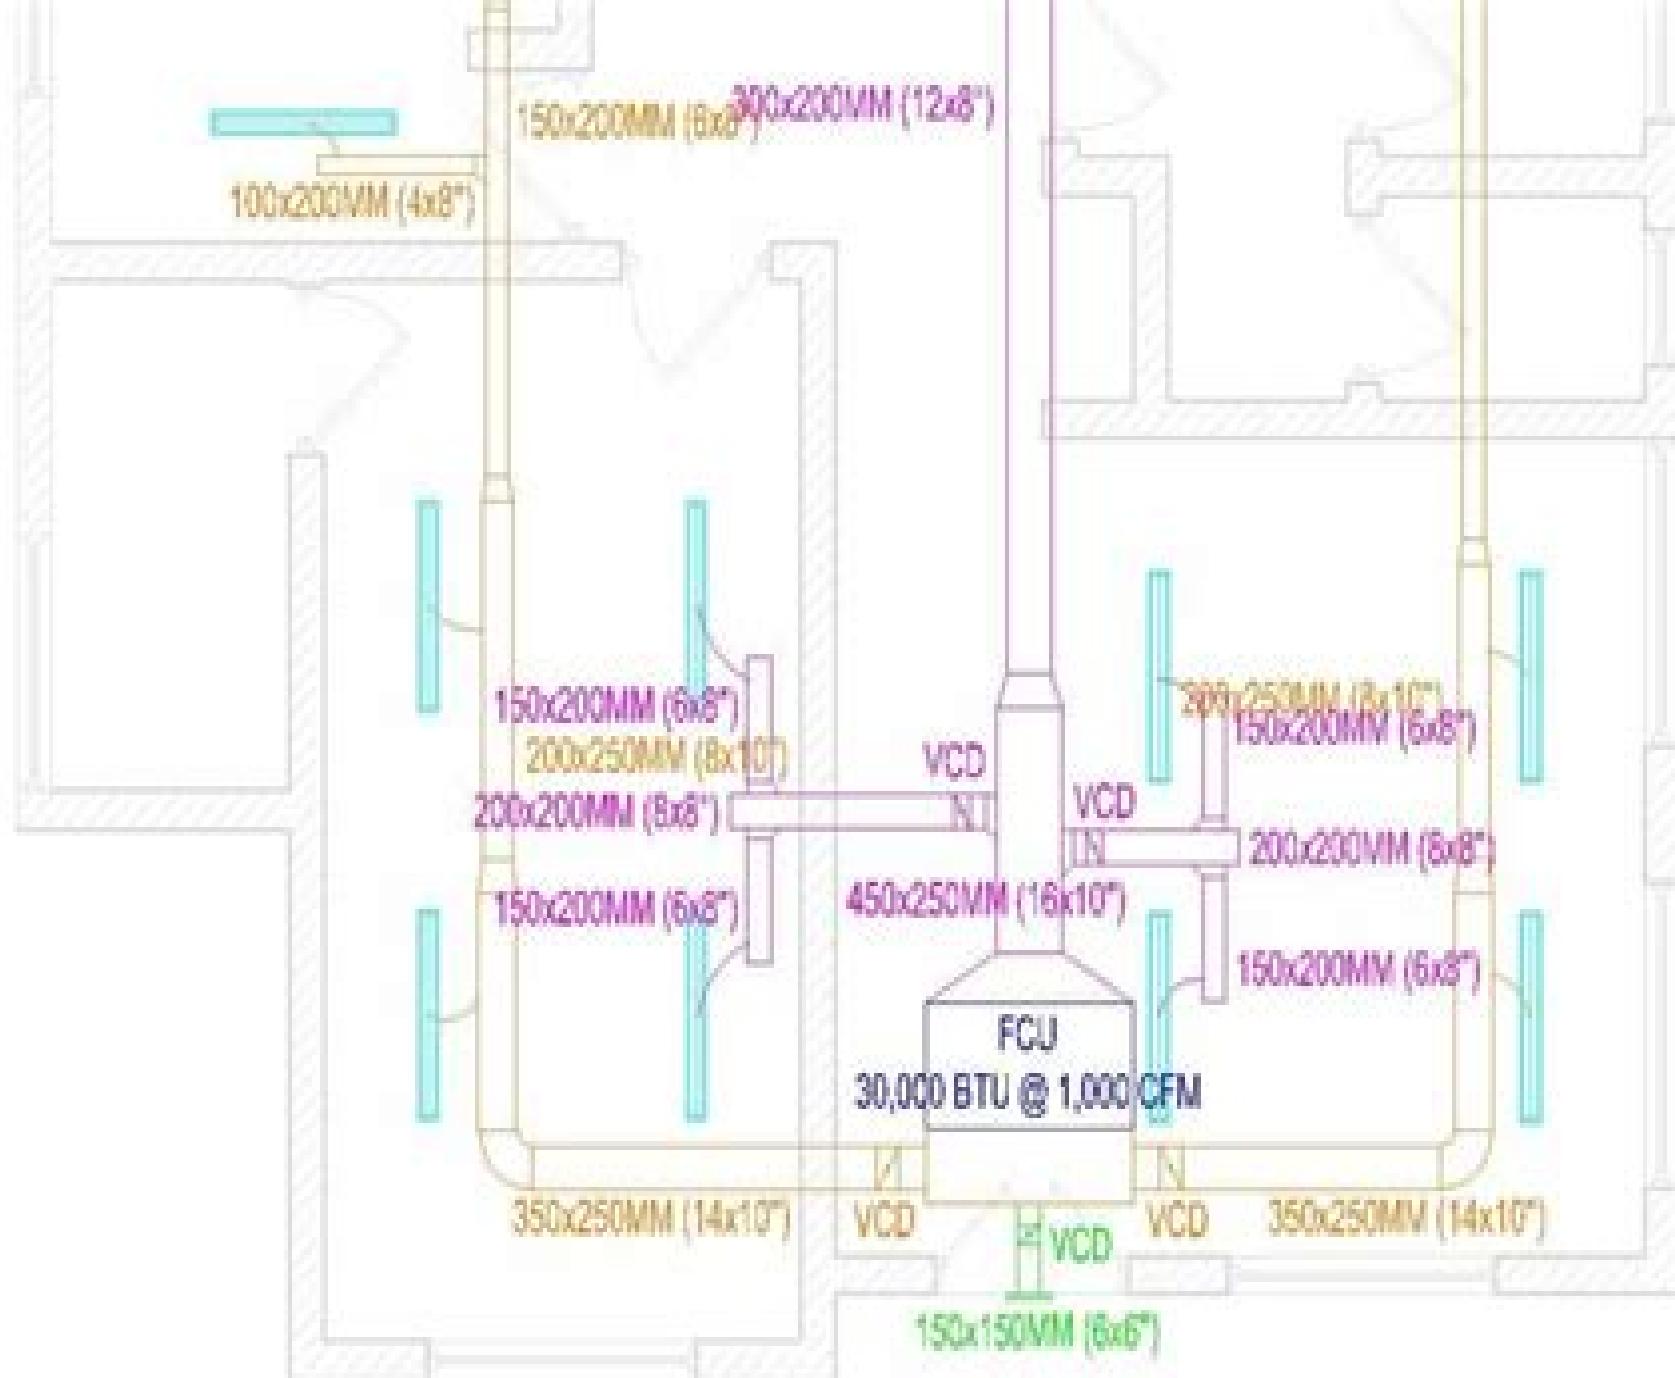 150x200MM (6x8")
300x200MM (12x8")
100x200MM (4x8")
150x200MM (6x8")
200x250MM (8x10")
150x200MM (6x8")
200x250MM (8x10")
VCD
VCD
200x200MM (8x8")
200x200MM (8x8")
450x250MM (16x10")
150x200MM (6x8")
150x200MM (6x8")
FCU
30,000 BTU @ 1,000 CFM
350x250MM (14x10")
VCD
VCD
350x250MM (14x10")
VCD
150x150MM (6x6")